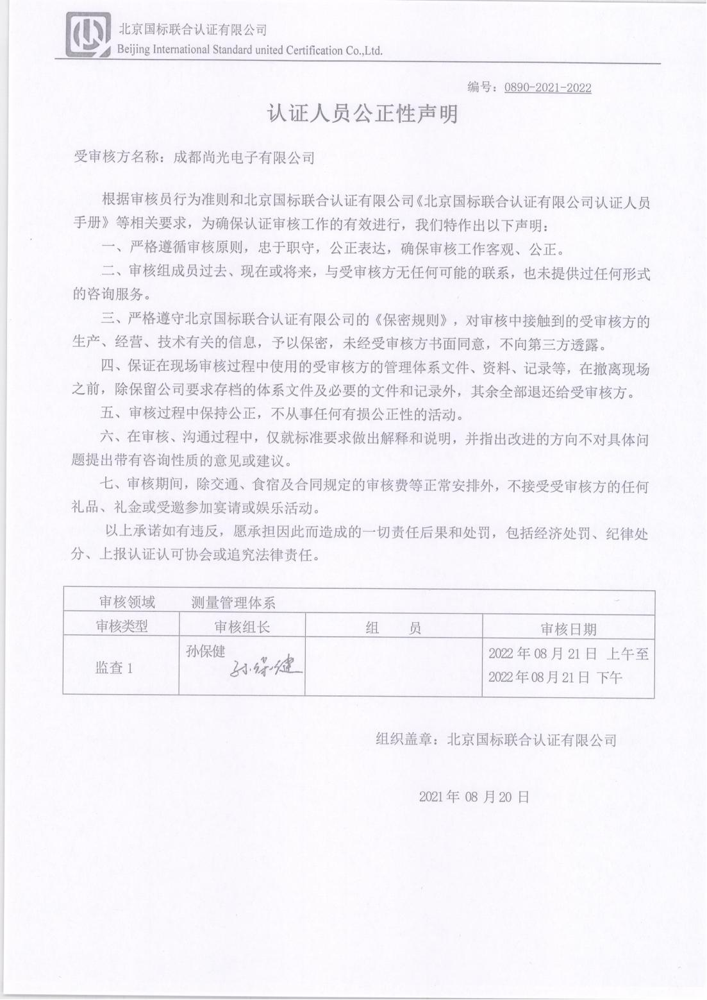 北京国标联合认证有限公司
Beijing International Standard united Certification Co.,Ltd.
编号：0890-2021-2022
认证人员公正性声明
受审核方名称：成都尚光电子有限公司
根据审核员行为准则和北京国标联合认证有限公司《北京国标联合认证有限公司认证人员
手册》等相关要求，为确保认证审核工作的有效进行，我们特作出以下声明：
一、严格遵循审核原则，忠于职守，公正表达，确保审核工作客观、公正。
二、审核组成员过去、现在或将来，与受审核方无任何可能的联系，也未提供过任何形式
的咨询服务。
三、严格遵守北京国标联合认证有限公司的《保密规则》，对审核中接触到的受审核方的
生产、经营、技术有关的信息，予以保密，未经受审核方书面同意，不向第三方透露。
四、保证在现场审核过程中使用的受审核方的管理体系文件、资料、记录等，在撤离现场
之前，除保留公司要求存档的体系文件及必要的文件和记录外，其余全部退还给受审核方。
五、审核过程中保持公正，不从事任何有损公正性的活动。
六、在审核、沟通过程中，仅就标准要求做出解释和说明，并指出改进的方向不对具体问
题提出带有咨询性质的意见或建议。
七、审核期间，除交通、食宿及合同规定的审核费等正常安排外，不接受受审核方的任何
礼品、礼金或受邀参加宴请或娱乐活动。
以上承诺如有违反，愿承担因此而造成的一切责任后果和处罚，包括经济处罚、纪律处
分、上报认证认可协会或追究法律责任。
审核领域 测量管理体系
审核类型 审核组长 组 员 审核日期
监查 1 孙保健 2022 年 08 月 21 日 上午至
孙保健 2022 年 08 月 21 日 下午
组织盖章：北京国标联合认证有限公司
2021 年 08 月 20 日